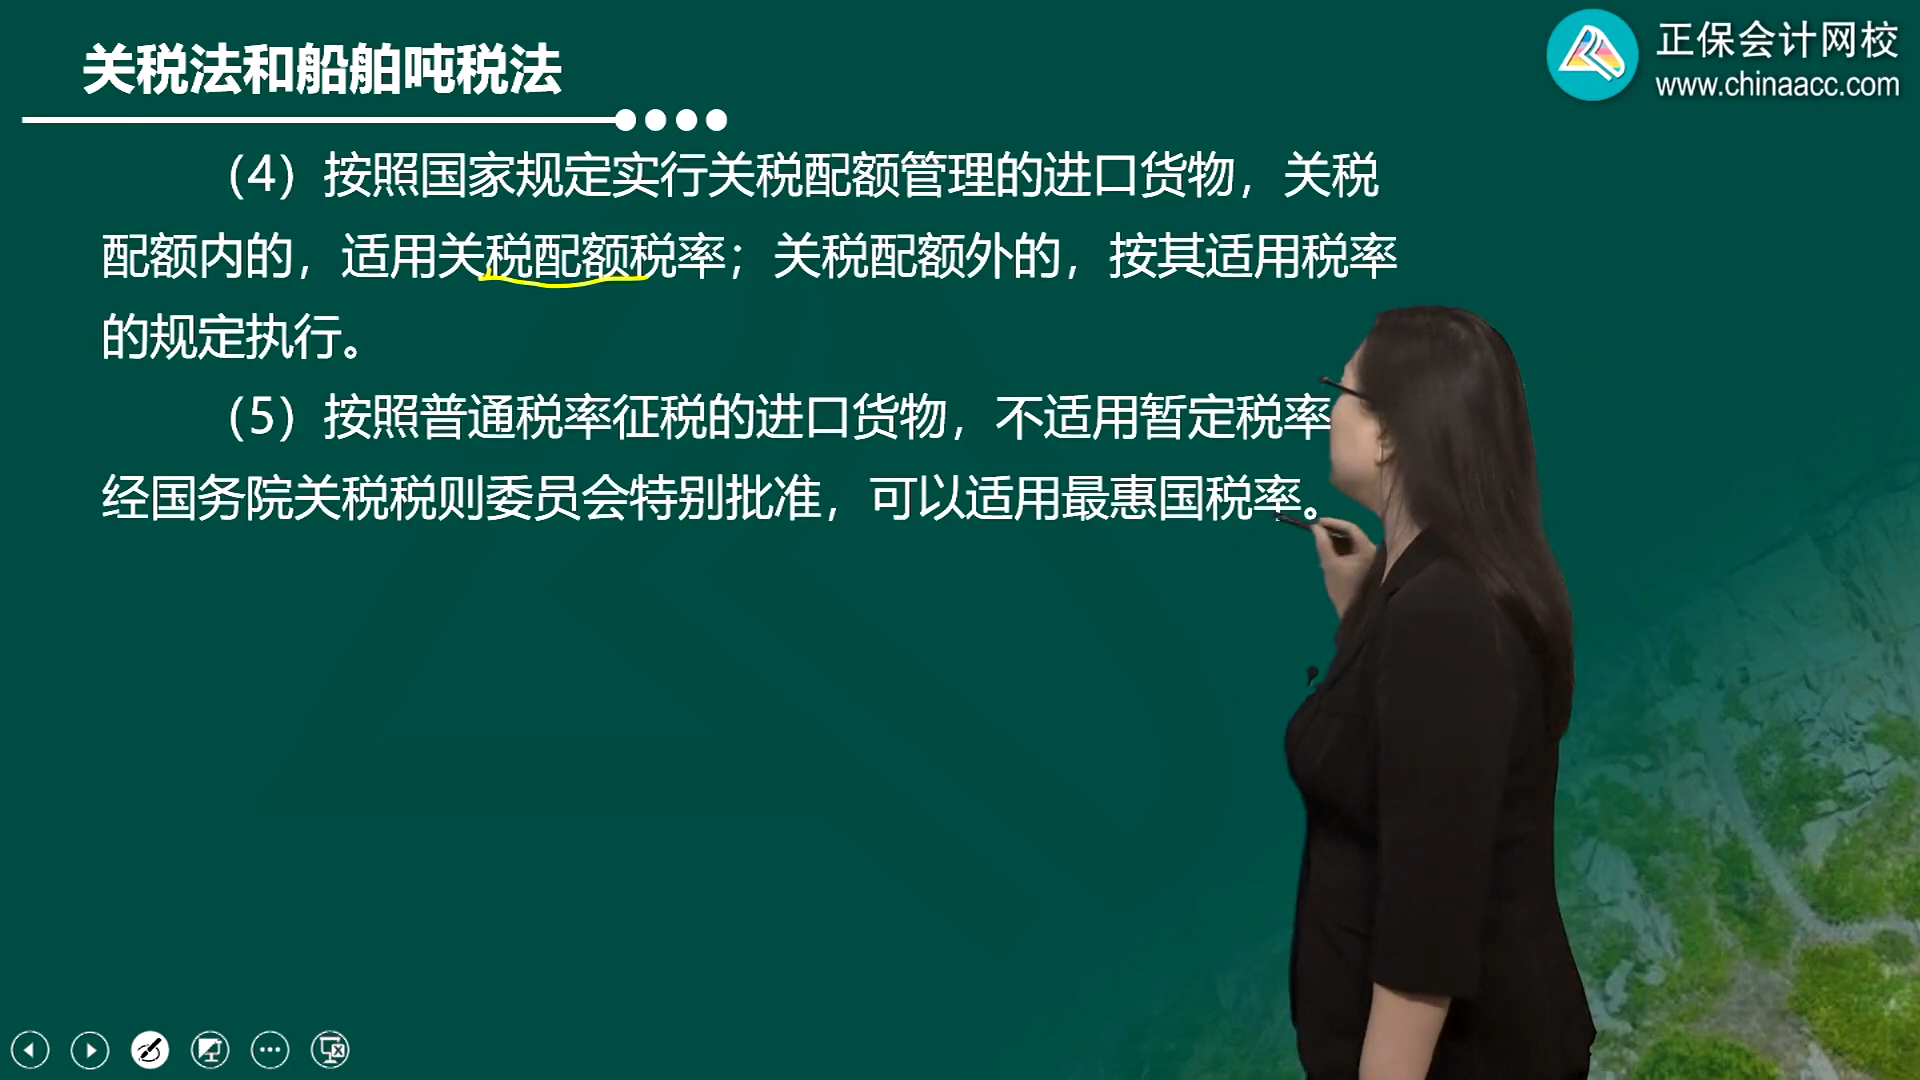 关税法和船舶吨税法
正保会计网校
www.chinaacc.com
（4）按照国家规定实行关税配额管理的进口货物，关税
配额内的，适用关税配额税率；关税配额外的，按其适用税率
的规定执行。
（5）按照普通税率征税的进口货物，不适用暂定税率
经国务院关税税则委员会特别批准，可以适用最惠国税率。